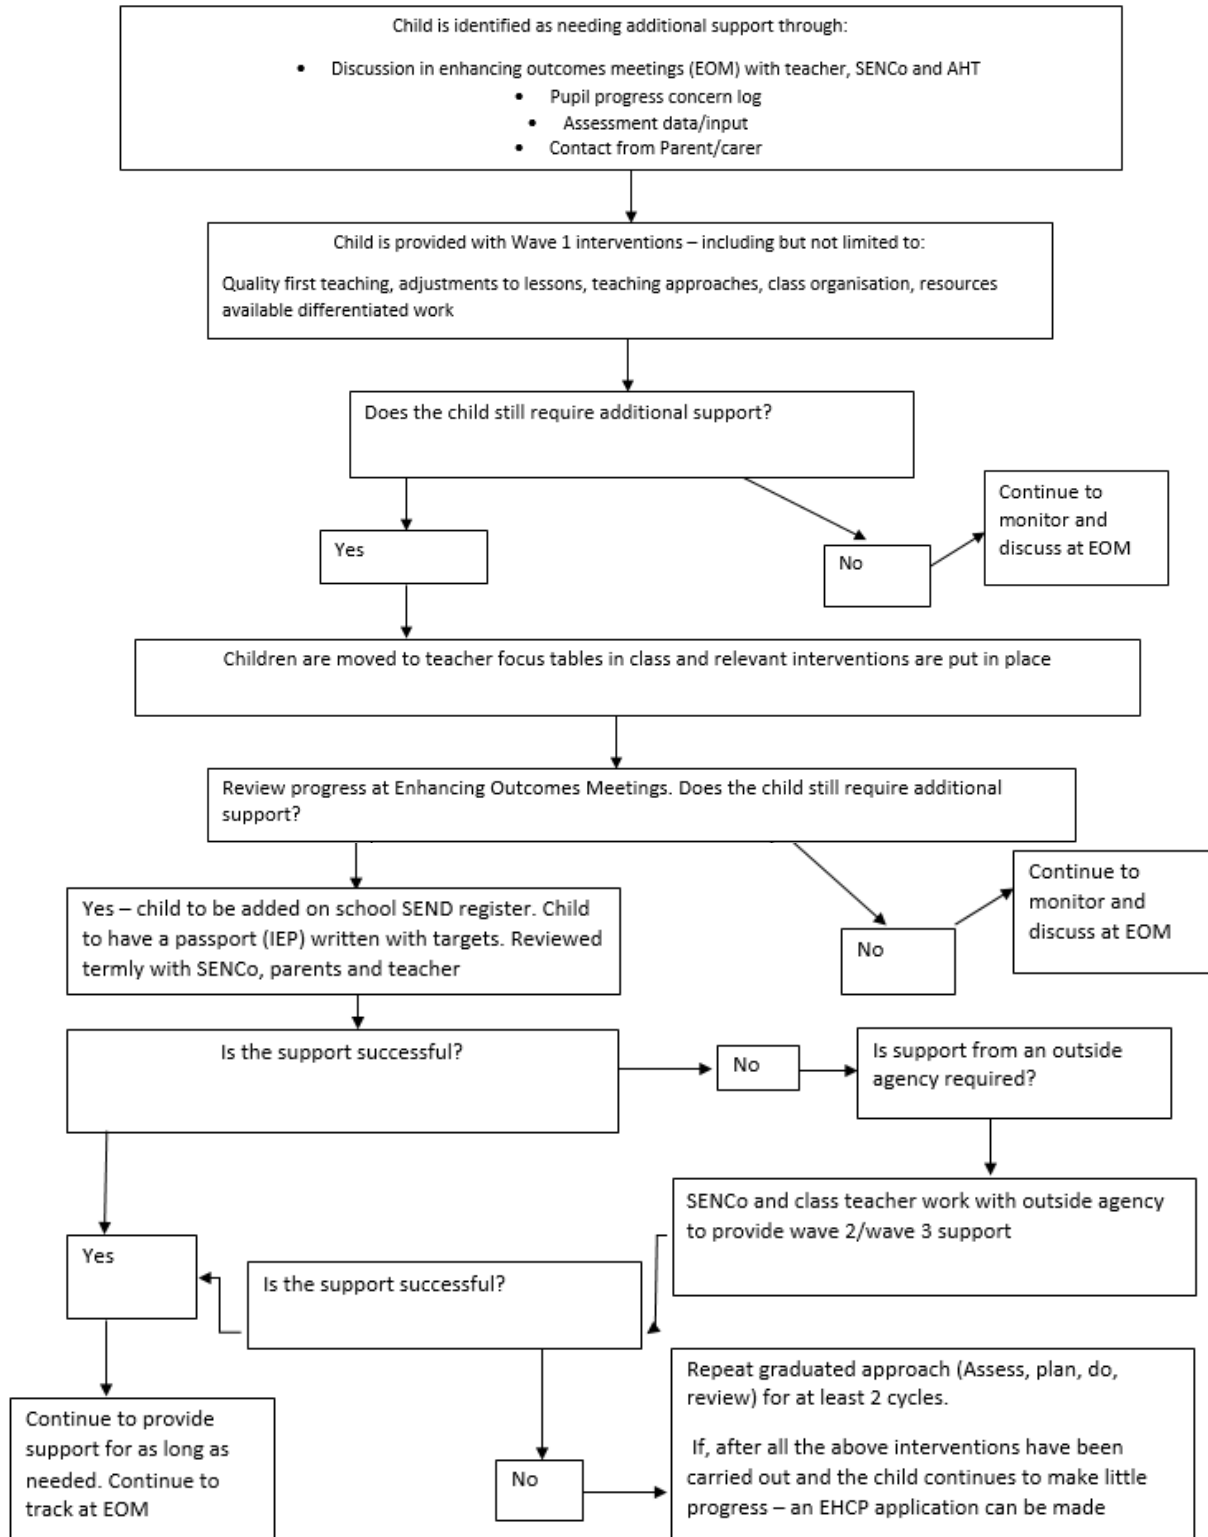 Child is identified as needing additional support through:
• Discussion in enhancing outcomes meetings (EOM) with teacher, SENCo and AHT
• Pupil progress concern log
• Assessment data/input
• Contact from Parent/carer
Child is provided with Wave 1 interventions – including but not limited to:
Quality first teaching, adjustments to lessons, teaching approaches, class organisation, resources
available differentiated work
Does the child still require additional support?
Yes
No
Continue to
monitor and
discuss at EOM
Children are moved to teacher focus tables in class and relevant interventions are put in place
Review progress at Enhancing Outcomes Meetings. Does the child still require additional
support?
Yes – child to be added on school SEND register. Child
to have a passport (IEP) written with targets. Reviewed
termly with SENCo, parents and teacher
No
Continue to
monitor and
discuss at EOM
Is the support successful?
No
Is support from an outside
agency required?
SENCo and class teacher work with outside agency
to provide wave 2/wave 3 support
Yes
Is the support successful?
Continue to provide
support for as long as
needed. Continue to
track at EOM
No
Repeat graduated approach (Assess, plan, do,
review) for at least 2 cycles.
If, after all the above interventions have been
carried out and the child continues to make little
progress – an EHCP application can be made